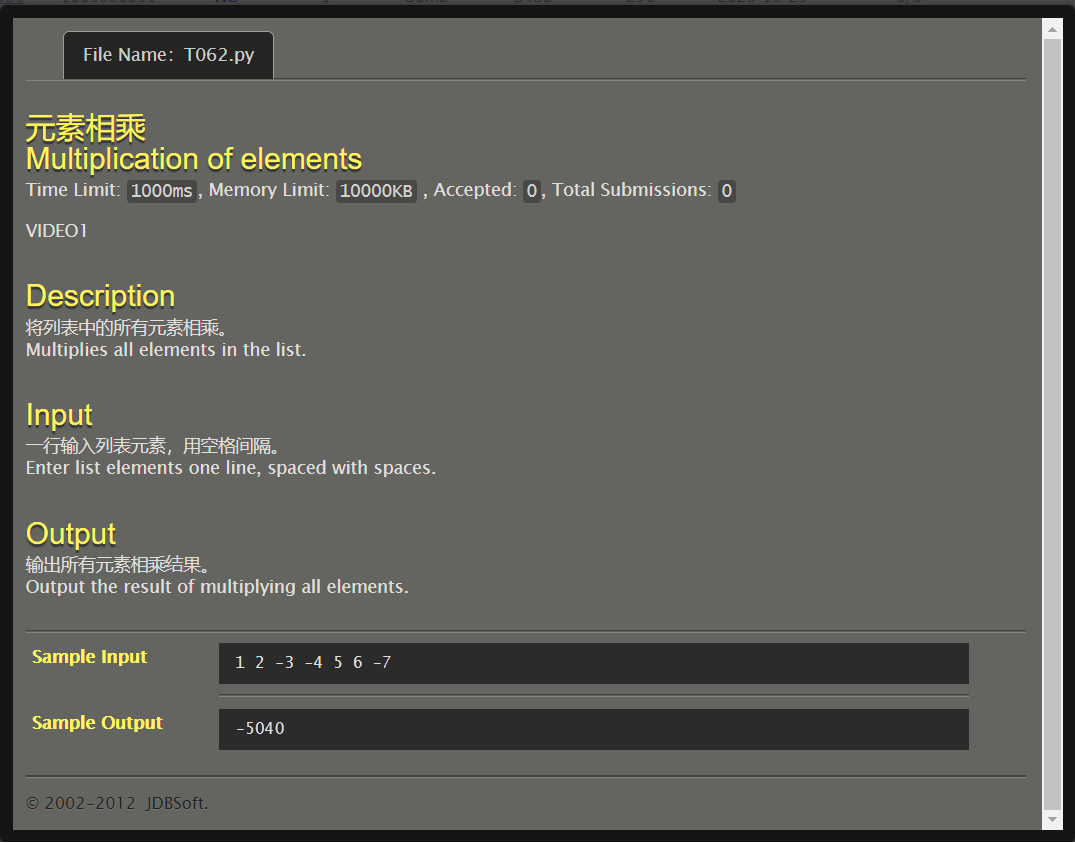 File Name: T062.py
元素相乘
Multiplication of elements
Time Limit: 1000ms, Memory Limit: 10000KB , Accepted: 0, Total Submissions: 0
VIDEO1
Description
将列表中的所有元素相乘。
Multiplies all elements in the list.
Input
一行输入列表元素，用空格间隔。
Enter list elements one line, spaced with spaces.
Output
输出所有元素相乘结果。
Output the result of multiplying all elements.
Sample Input
1 2 -3 -4 5 6 -7
Sample Output
-5040
© 2002-2012 JDBSoft.